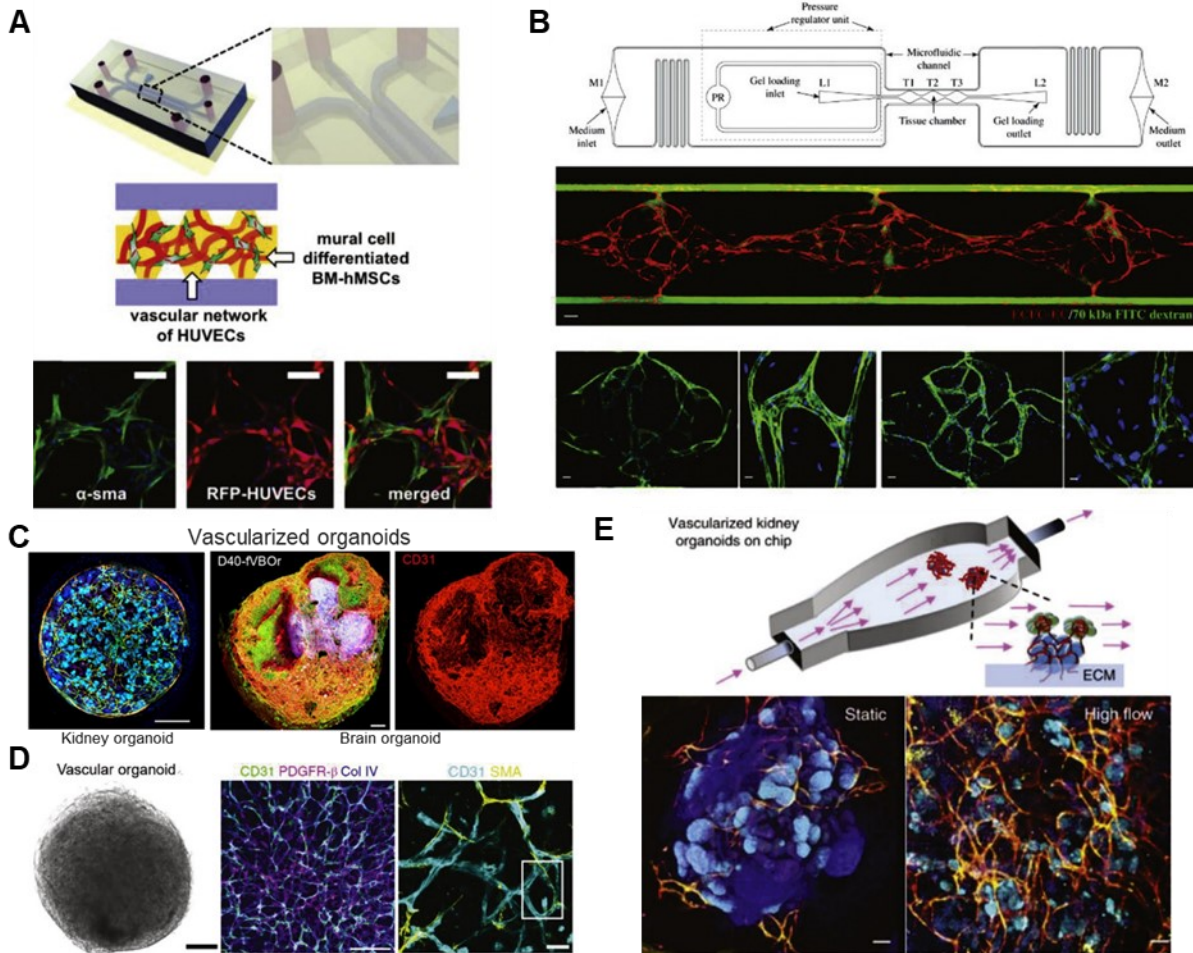 A
mural cell
differentiated
BM-hMSCs
vascular network
of HUVECs
α-sma
RFP-HUVECs
merged
B
Pressure
regulator unit
Microfluidic
channel
M1
Gel loading
inlet
L1
T1
T2
T3
L2
M2
PR
Medium
inlet
Tissue chamber
Gel loading
outlet
Medium
outlet
ECFC-EC/70 kDa FITC dextran
C
Vascularized organoids
D40-fVBOr
CD31
Kidney organoid
Brain organoid
D
Vascular organoid
CD31 PDGFR-β Col IV
CD31 SMA
E
Vascularized kidney
organoids on chip
ECM
Static
High flow